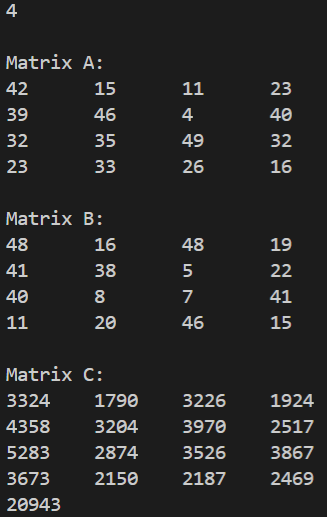 4
Matrix A:
42 15 11 23
39 46 4 40
32 35 49 32
23 33 26 16
Matrix B:
48 16 48 19
41 38 5 22
40 8 7 41
11 20 46 15
Matrix C:
3324 1790 3226 1924
4358 3204 3970 2517
5283 2874 3526 3867
3673 2150 2187 2469
20943